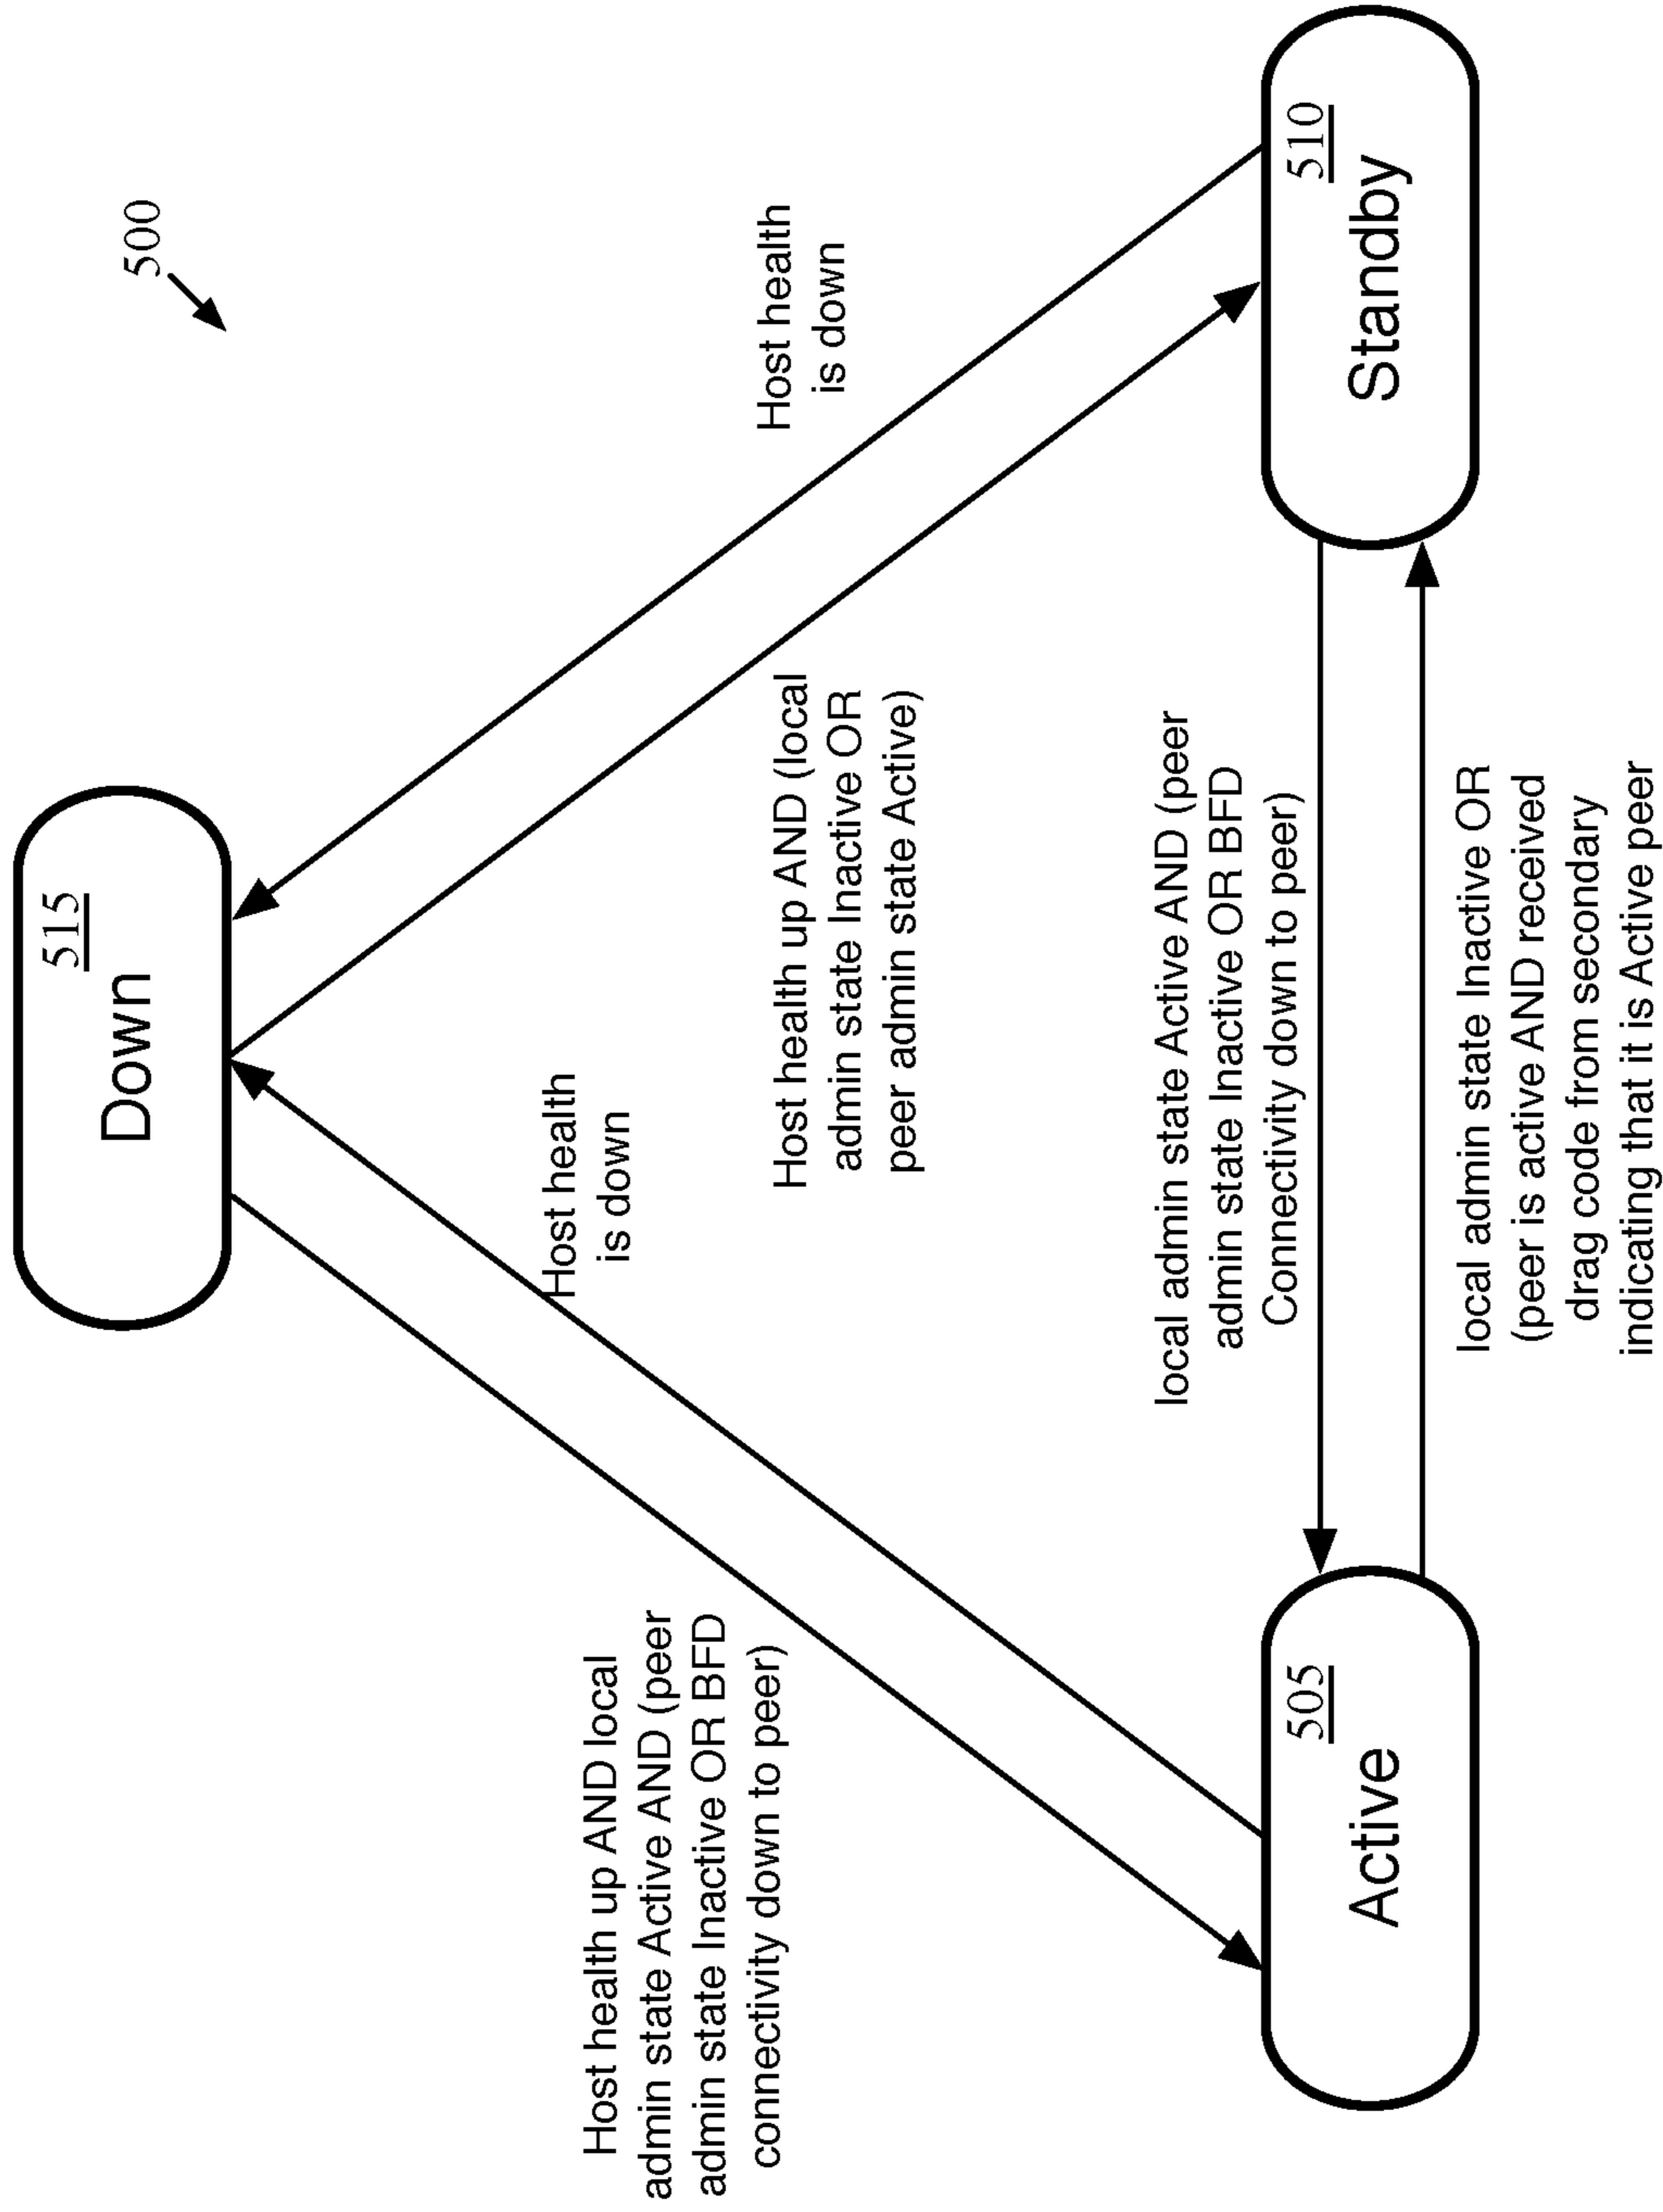 500
515
Down
Host health
is down
Host health
is down
Host health up AND local
admin state Active AND (peer
admin state Inactive OR BFD
connectivity down to peer)
Host health up AND (local
admin state Inactive OR
peer admin state Active)
local admin state Active AND (peer
admin state Inactive OR BFD
Connectivity down to peer)
505
Active
510
Standby
local admin state Inactive OR
(peer is active AND received
drag code from secondary
indicating that it is Active peer